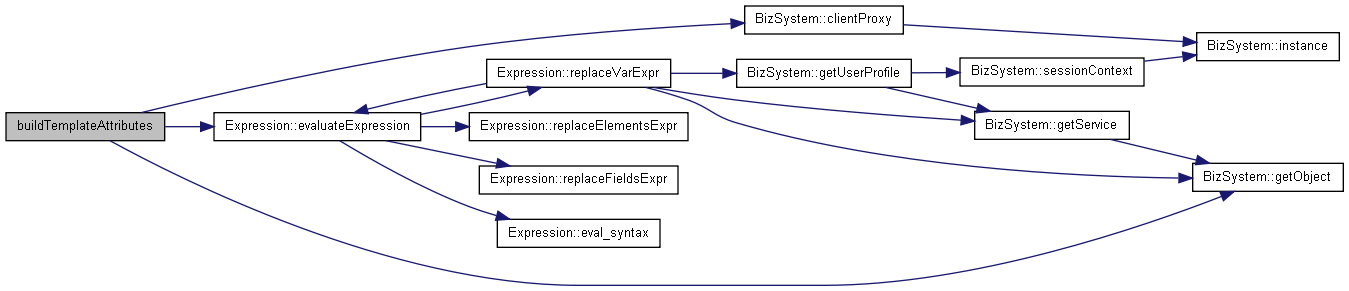 BizSystem::clientProxy
BizSystem::instance
Expression::replaceVarExpr
BizSystem::getUserProfile
BizSystem::sessionContext
buildTemplateAttributes
Expression::evaluateExpression
Expression::replaceElementsExpr
BizSystem::getService
Expression::replaceFieldsExpr
BizSystem::getObject
Expression::eval_syntax